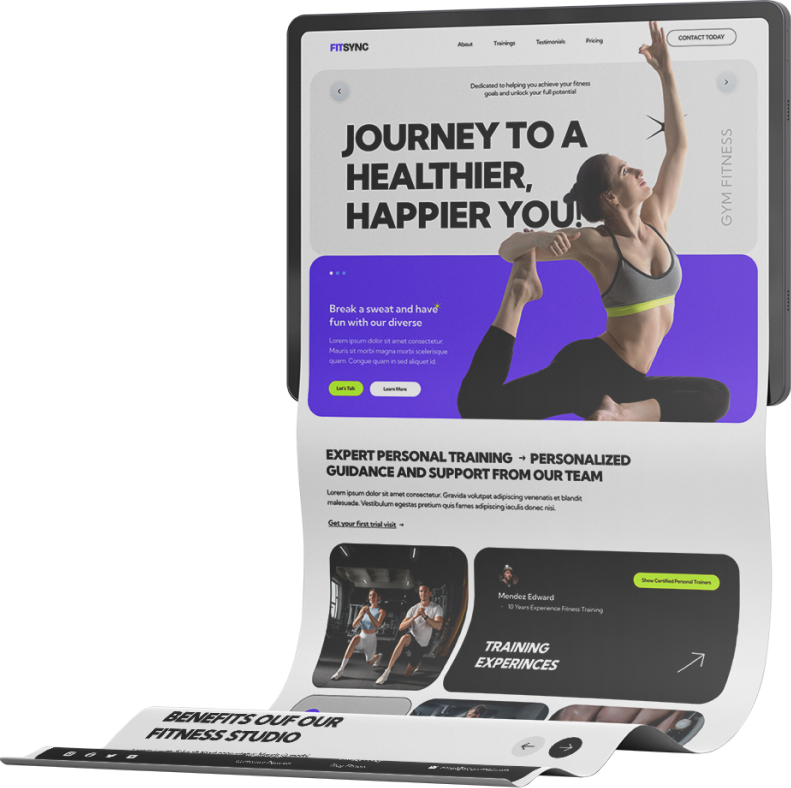 FITSYNC
About
Trainings
Testimonials
Pricing
CONTACT TODAY
Dedicated to helping you achieve your fitness
goals and unlock your full potential
JOURNEY TO A
HEALTHIER,
HAPPIER YOU!
GYM FITNESS
Break a sweat and have
fun with our diverse
Lorem ipsum dolor sit amet consectetur.
Mauris sit morbi magna morbi scelerisque
quam. Congue quam in sed aliquet id.
Let's Talk
Learn More
EXPERT PERSONAL TRAINING → PERSONALIZED
GUIDANCE AND SUPPORT FROM OUR TEAM
Lorem ipsum dolor sit amet consectetur. Gravida volutpat adipiscing venenatis et blandit
malesuada. Vestibulum egestas pretium quis fames adipiscing iaculis donec nisi.
Get your first trial visit →
Show Certified Personal Trainers
Mendez Edward
- 10 Years Experience Fitness Training
TRAINING
EXPERINCES
BENEFITS OUF OUR
FITNESS STUDIO